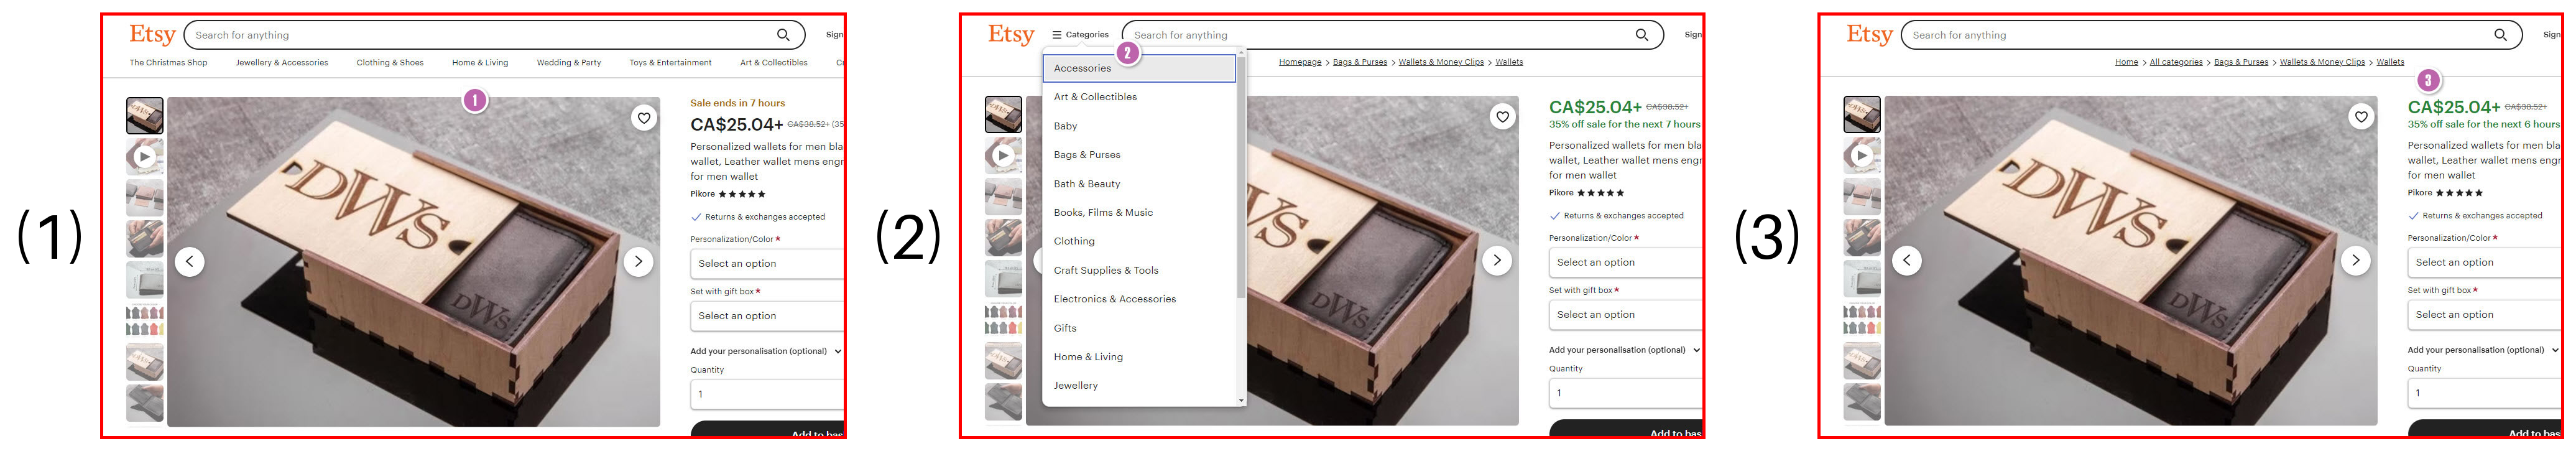 (1)
Etsy
Search for anything
Sign
The Christmas Shop Jewellery & Accessories Clothing & Shoes Home & Living Wedding & Party Toys & Entertainment Art & Collectibles
1
Sale ends in 7 hours
CA$25.04+ CA$38.52+ (35
Personalized wallets for men bla
wallet, Leather wallet mens engr
for men wallet
Pikore ★★★★★
Returns & exchanges accepted
Personalization/Color *
Select an option
Set with gift box *
Select an option
Add your personalisation (optional)
Quantity
1
Add to bas
DWS
DWS
(2)
Etsy
Categories
Search for anything
Sign
2
Homepage > Bags & Purses > Wallets & Money Clips > Wallets
Accessories
Art & Collectibles
Baby
Bags & Purses
Bath & Beauty
Books, Films & Music
Clothing
Craft Supplies & Tools
Electronics & Accessories
Gifts
Home & Living
Jewellery
CA$25.04+ CA$38.52+
35% off sale for the next 7 hours
Personalized wallets for men bla
wallet, Leather wallet mens engr
for men wallet
Pikore ★★★★★
Returns & exchanges accepted
Personalization/Color *
Select an option
Set with gift box *
Select an option
Add your personalisation (optional)
Quantity
1
Add to bas
DWS
(3)
Etsy
Search for anything
Sign
Home > All categories > Bags & Purses > Wallets & Money Clips > Wallets
3
CA$25.04+ CA$38.52+
35% off sale for the next 6 hours
Personalized wallets for men bla
wallet, Leather wallet mens engr
for men wallet
Pikore ★★★★★
Returns & exchanges accepted
Personalization/Color *
Select an option
Set with gift box *
Select an option
Add your personalisation (optional)
Quantity
1
Add to bas
DWS
DWS